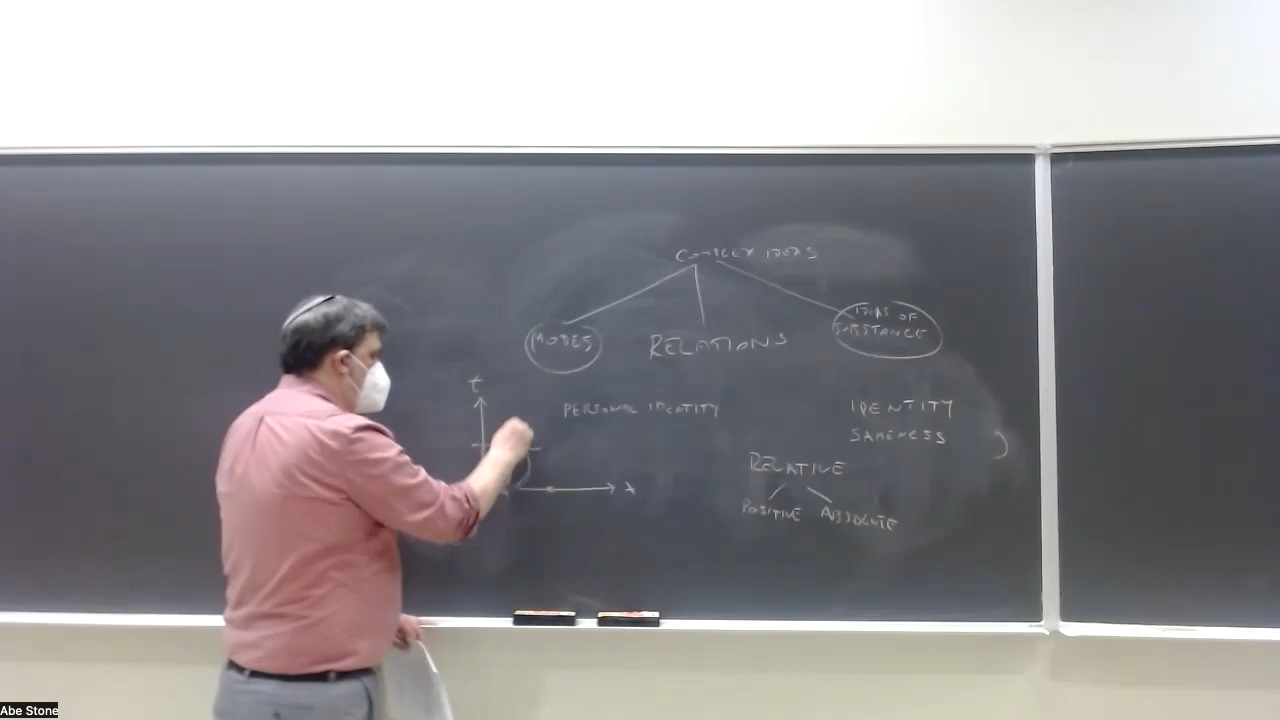 COMPLEX IDEAS
MODES
RELATIONS
IDEAS OF
SUBSTANCE
t
PERSONAL IDENTITY
IDENTITY
SAMENESS
RELATIVE
x
POSITIVE ABSOLUTE
Abe Stone